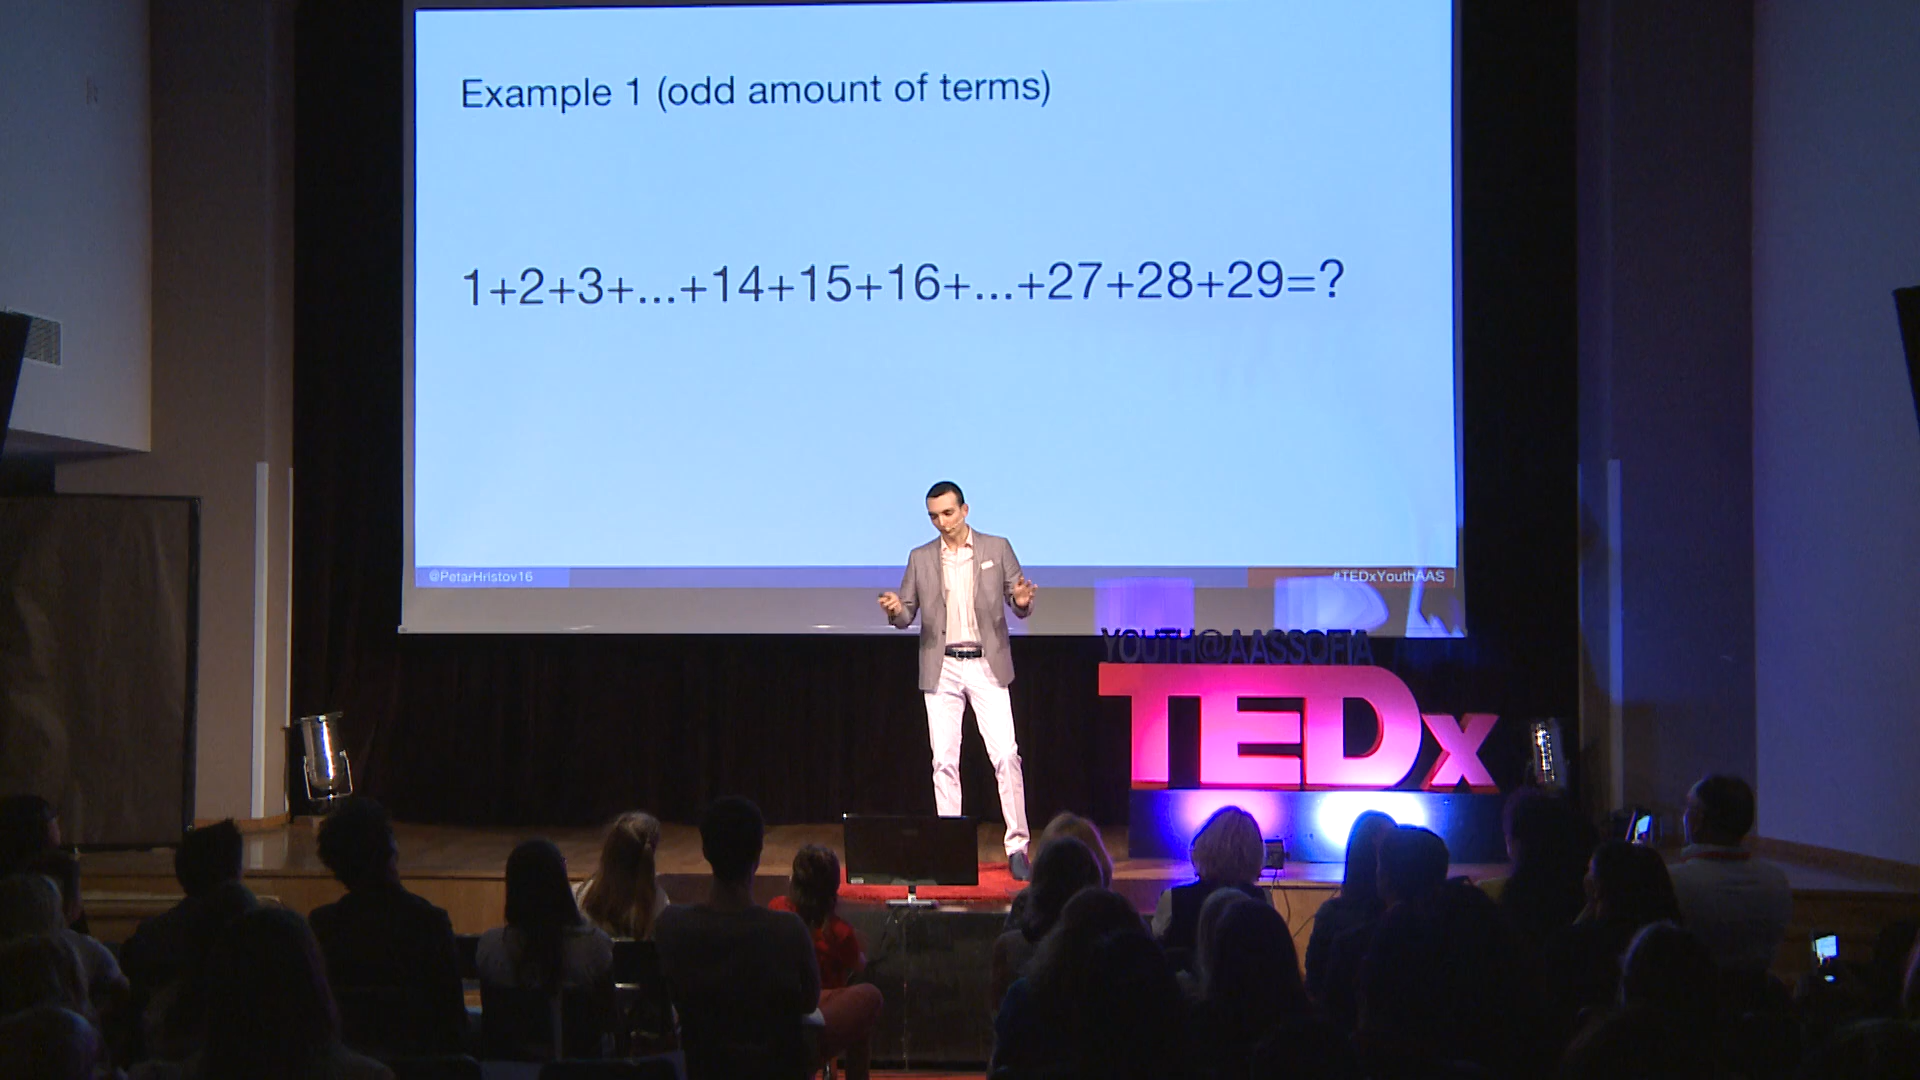 Example 1 (odd amount of terms)
1+2+3+...+14+15+16+...+27+28+29=?
@PetarHristov16
#TEDxYouthAAS
YOUTH@AASSOFIA
TEDx